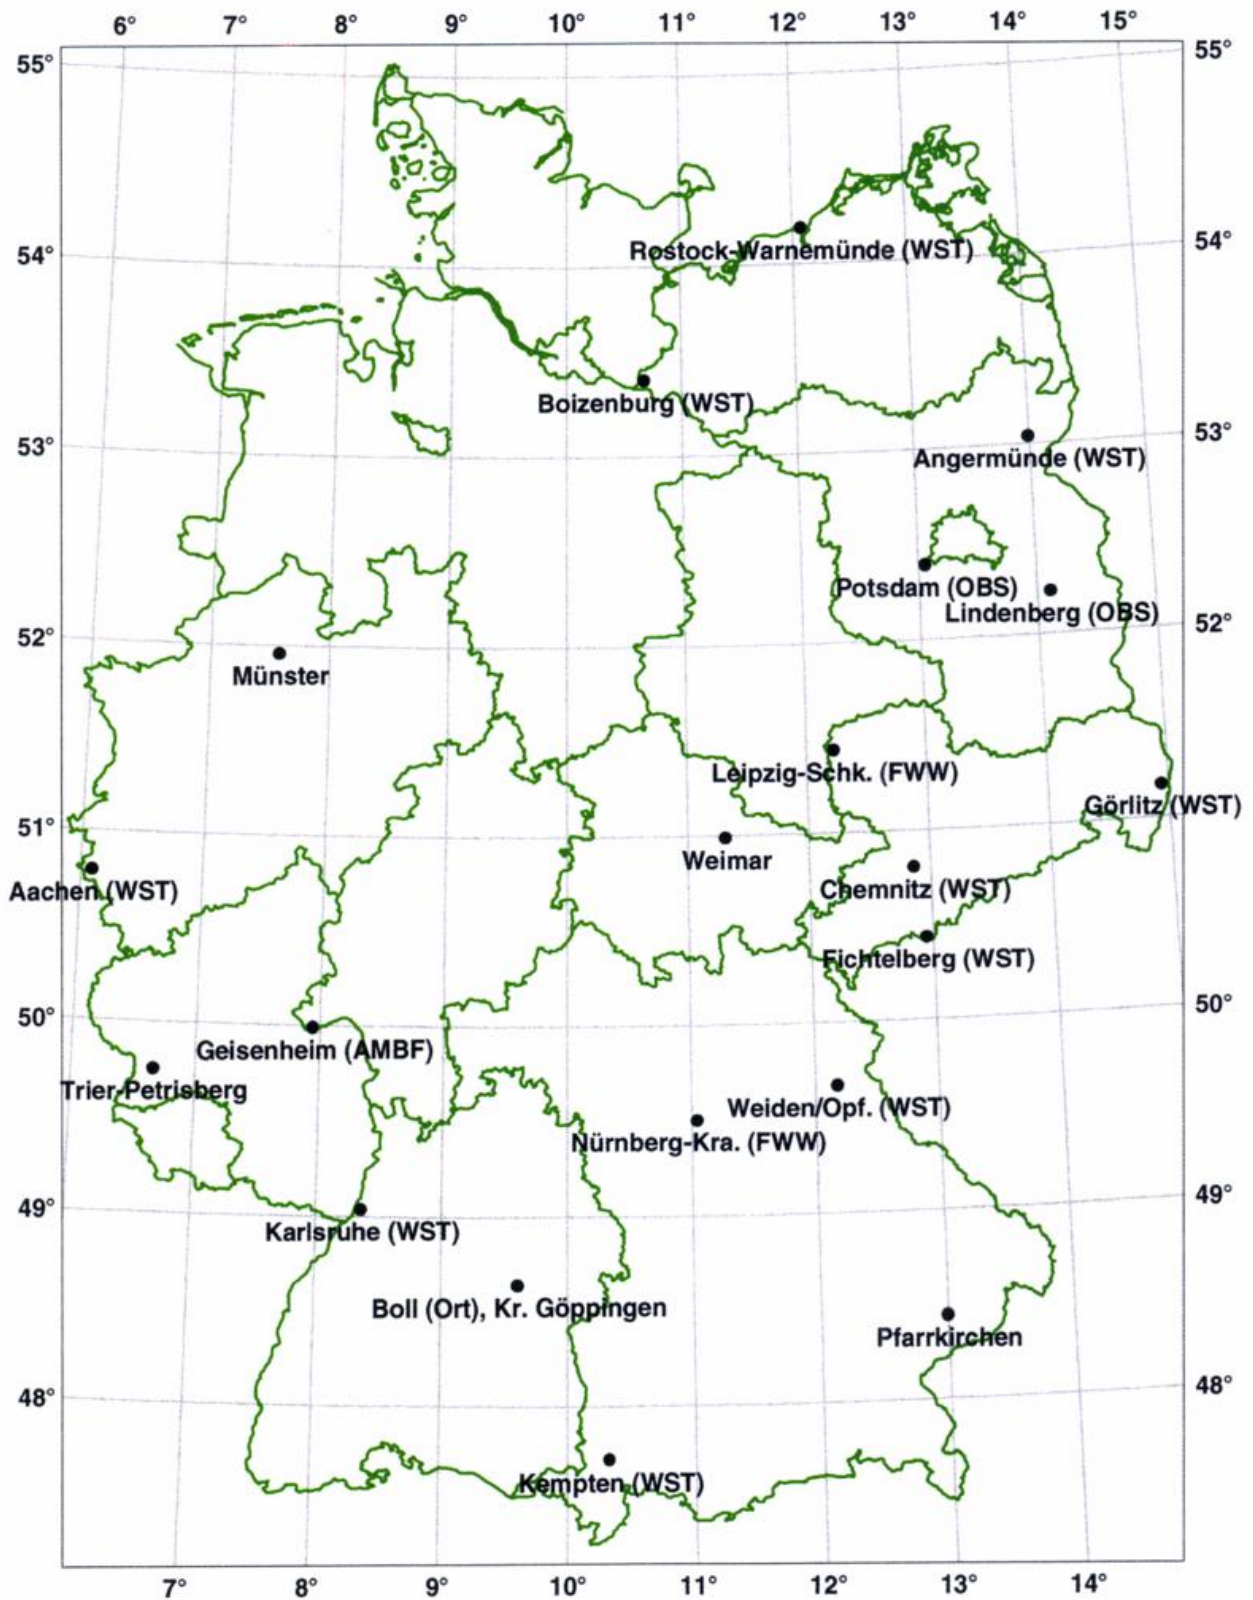 6° 7° 8° 9° 10° 11° 12° 13° 14° 15°
55° 55°
54° Rostock-Warnemünde (WST) 54°
Boizenburg (WST)
53° Angermünde (WST) 53°
Potsdam (OBS)
Lindenberg (OBS)
52° 52°
Münster
Leipzig-Schk. (FWW)
Görlitz (WST)
51° 51°
Weimar
Aachen (WST) Chemnitz (WST)
Fichtelberg (WST)
50° 50°
Geisenheim (AMBF)
Trier-Petrisberg
Weiden/Opf. (WST)
Nürnberg-Kra. (FWW)
49° 49°
Karlsruhe (WST)
Boll (Ort), Kr. Göppingen
Pfarrkirchen
48° 48°
Kempten (WST)
7° 8° 9° 10° 11° 12° 13° 14°